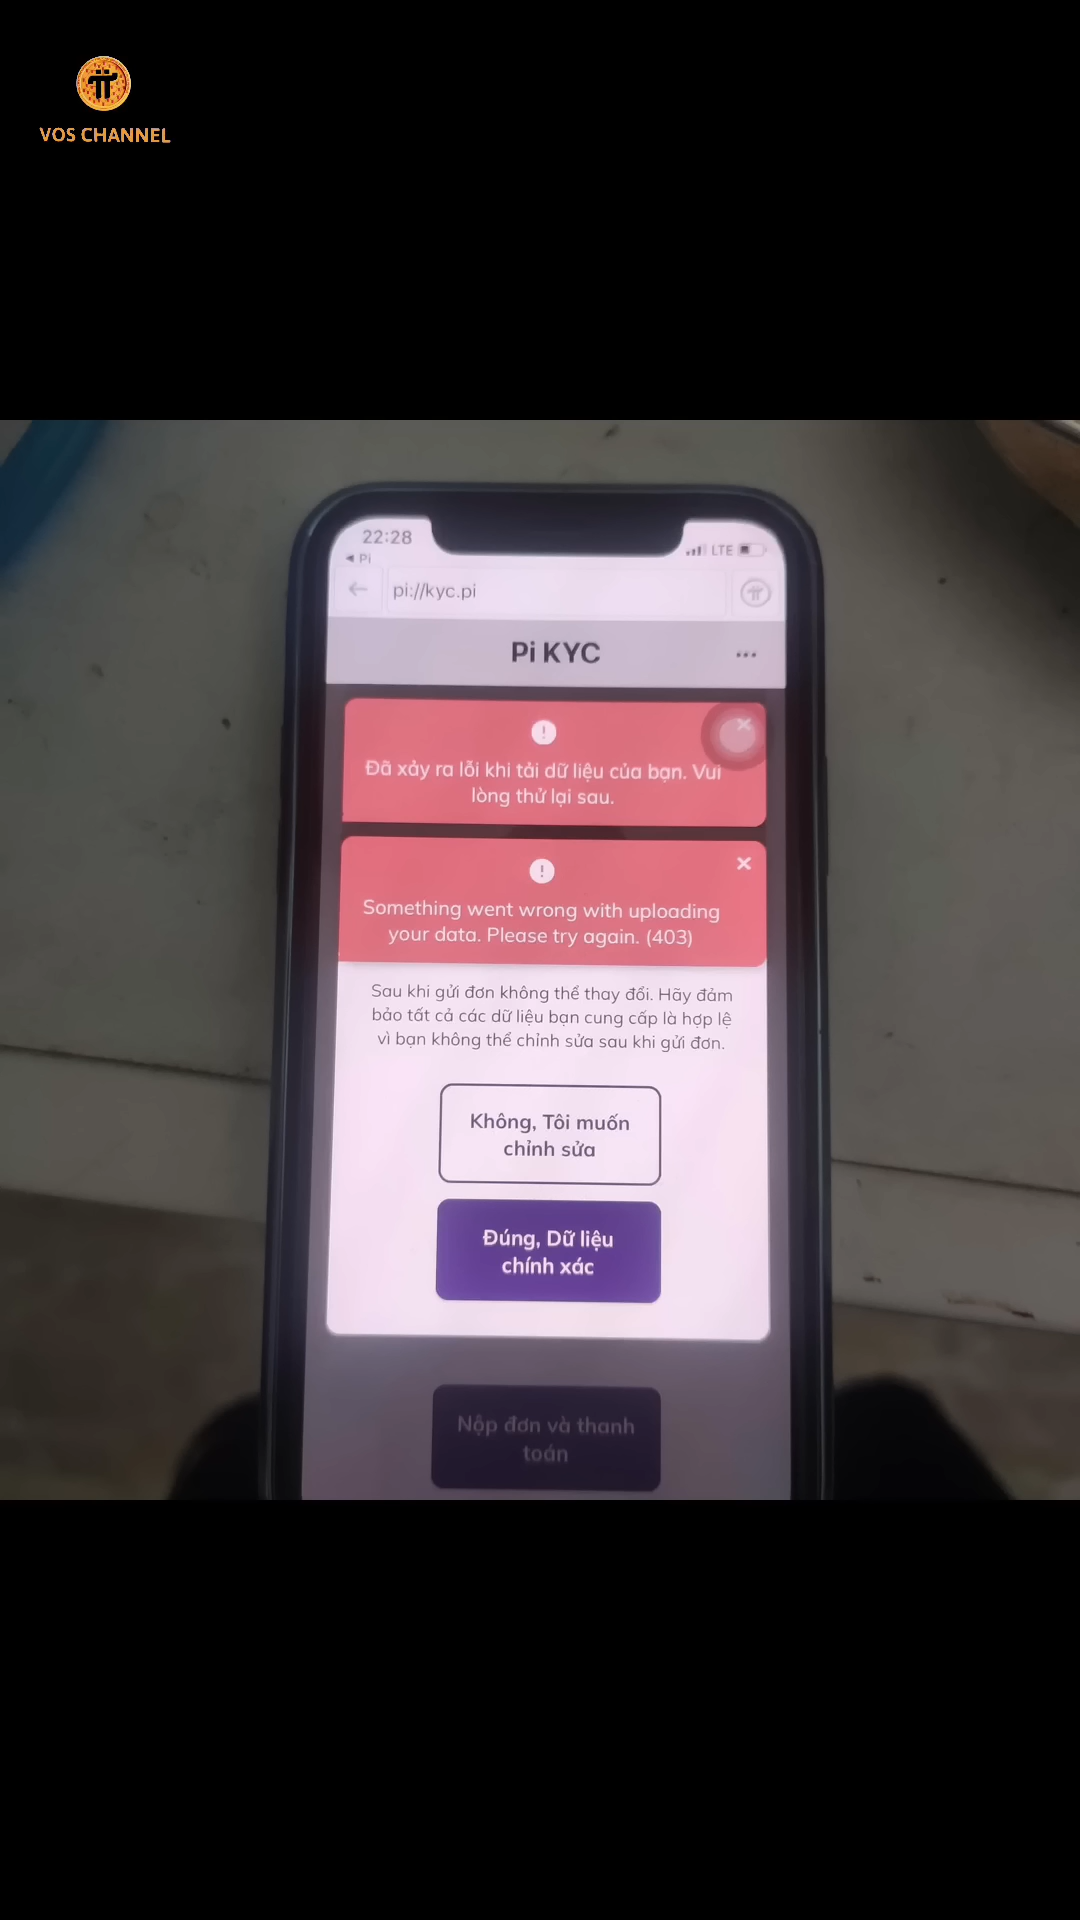 VOS CHANNEL
22:28
LTE
◄ Pi
pi://kyc.pi
Pi KYC
Đã xảy ra lỗi khi tải dữ liệu của bạn. Vui
lòng thử lại sau.
Something went wrong with uploading
your data. Please try again. (403)
Sau khi gửi đơn không thể thay đổi. Hãy đảm
bảo tất cả các dữ liệu bạn cung cấp là hợp lệ
vì bạn không thể chỉnh sửa sau khi gửi đơn.
Không, Tôi muốn
chỉnh sửa
Đúng, Dữ liệu
chính xác
Nộp đơn và thanh
toán